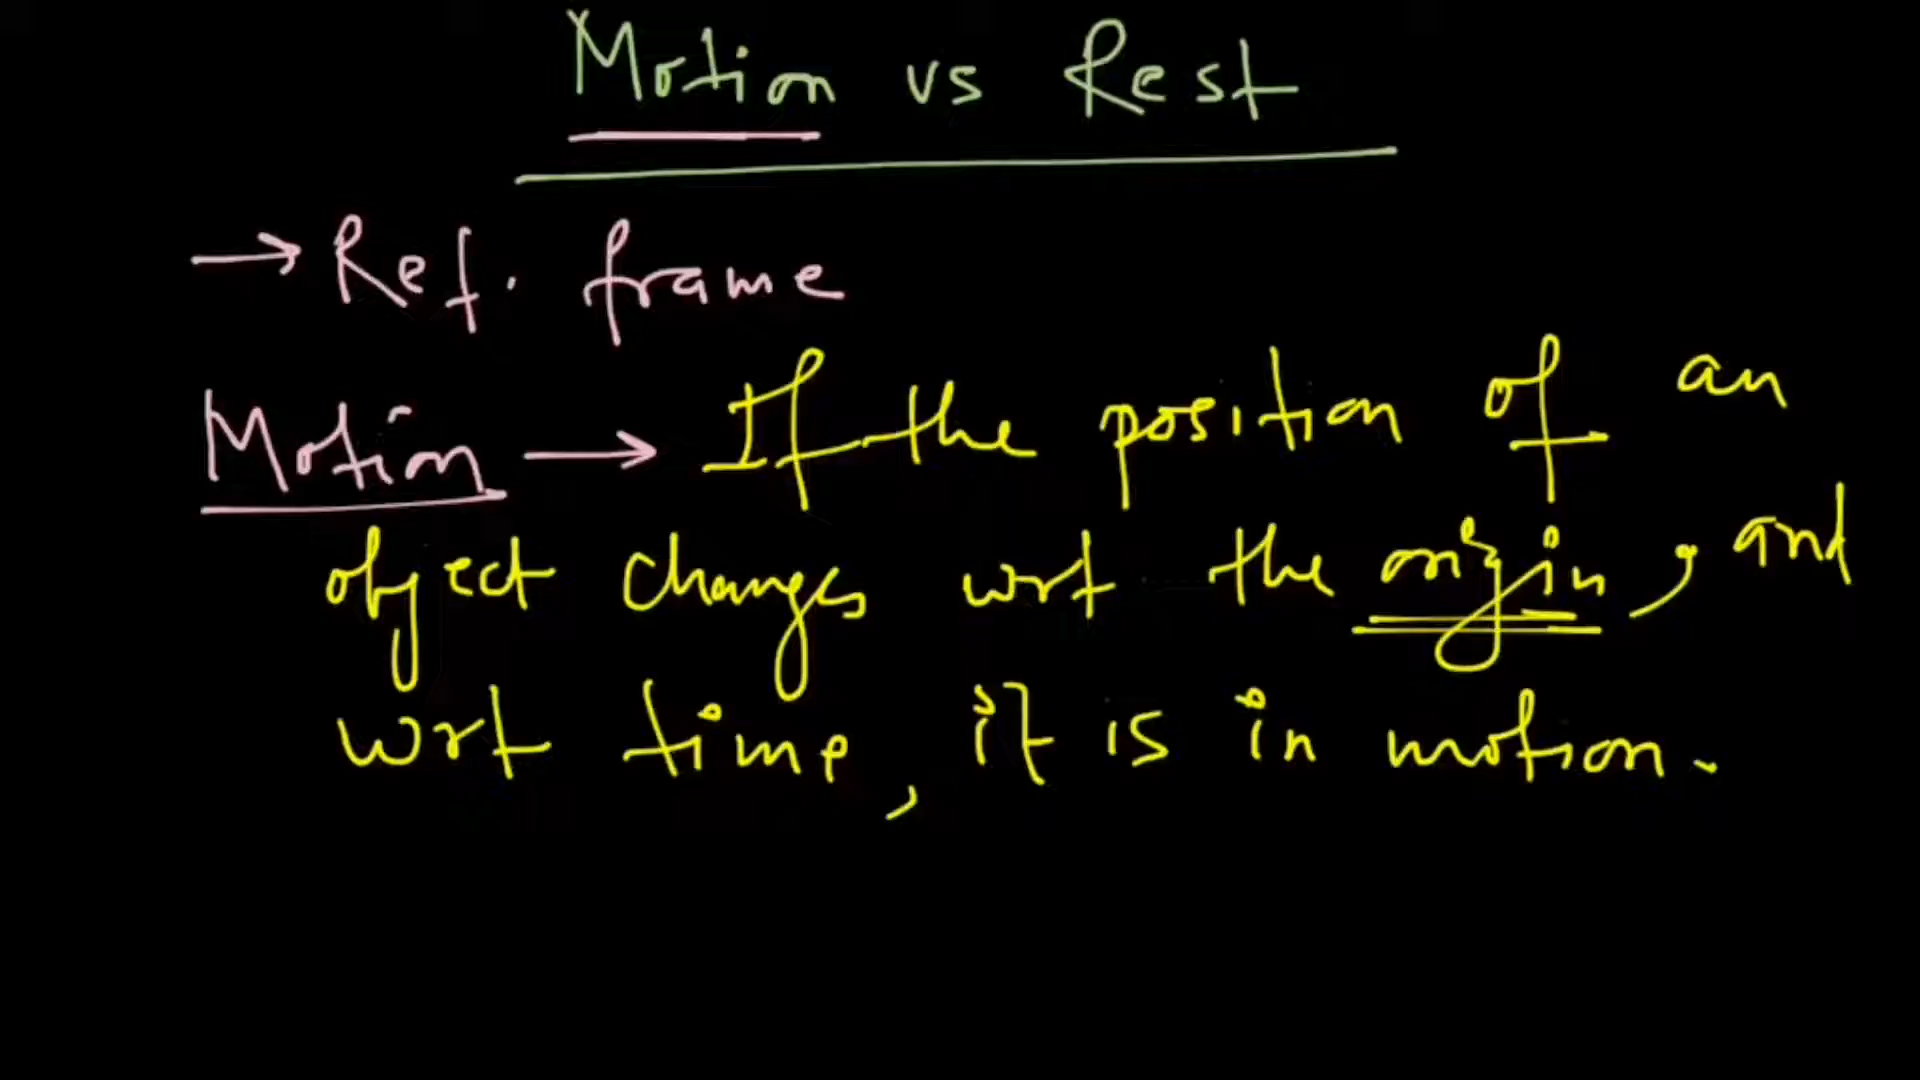 Motion vs Rest
→ Ref. frame
Motion → If the position of an
object changes wrt the origin, and
wrt time, it is in motion.